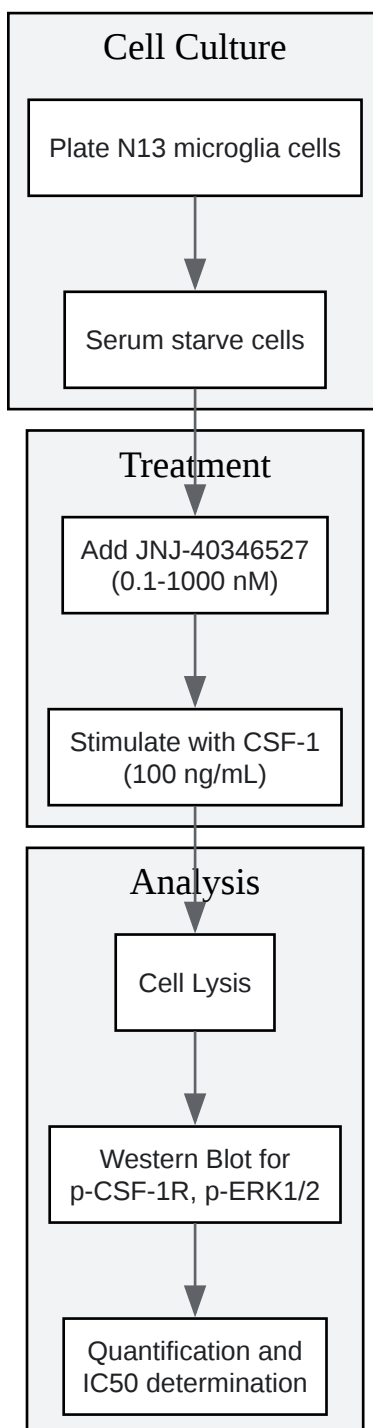 Cell Culture
Plate N13 microglia cells
Serum starve cells
Treatment
Add JNJ-40346527
(0.1-1000 nM)
Stimulate with CSF-1
(100 ng/mL)
Analysis
Cell Lysis
Western Blot for
p-CSF-1R, p-ERK1/2
Quantification and
IC50 determination